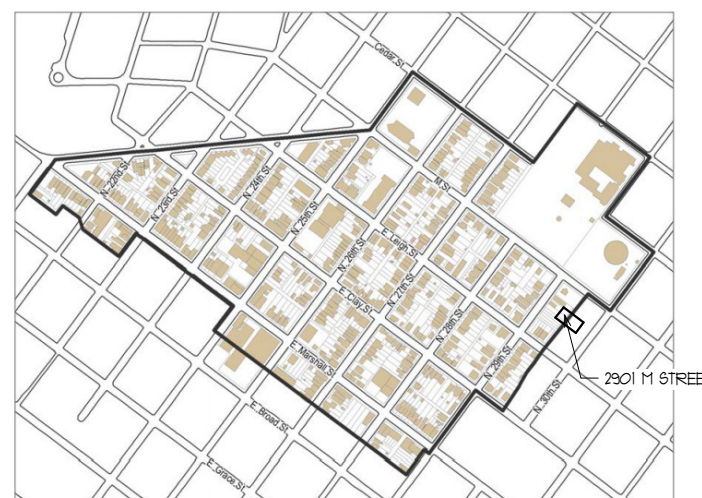 Cedar St
N 22nd St
N 23rd St
N 24th St
N 25th St
M St
N 26th St
E Leigh St
E Clay St
N 27th St
N 28th St
E Marshall St
N 29th St
2901 M STREE
N 30th St
E Broad St
E Grace St